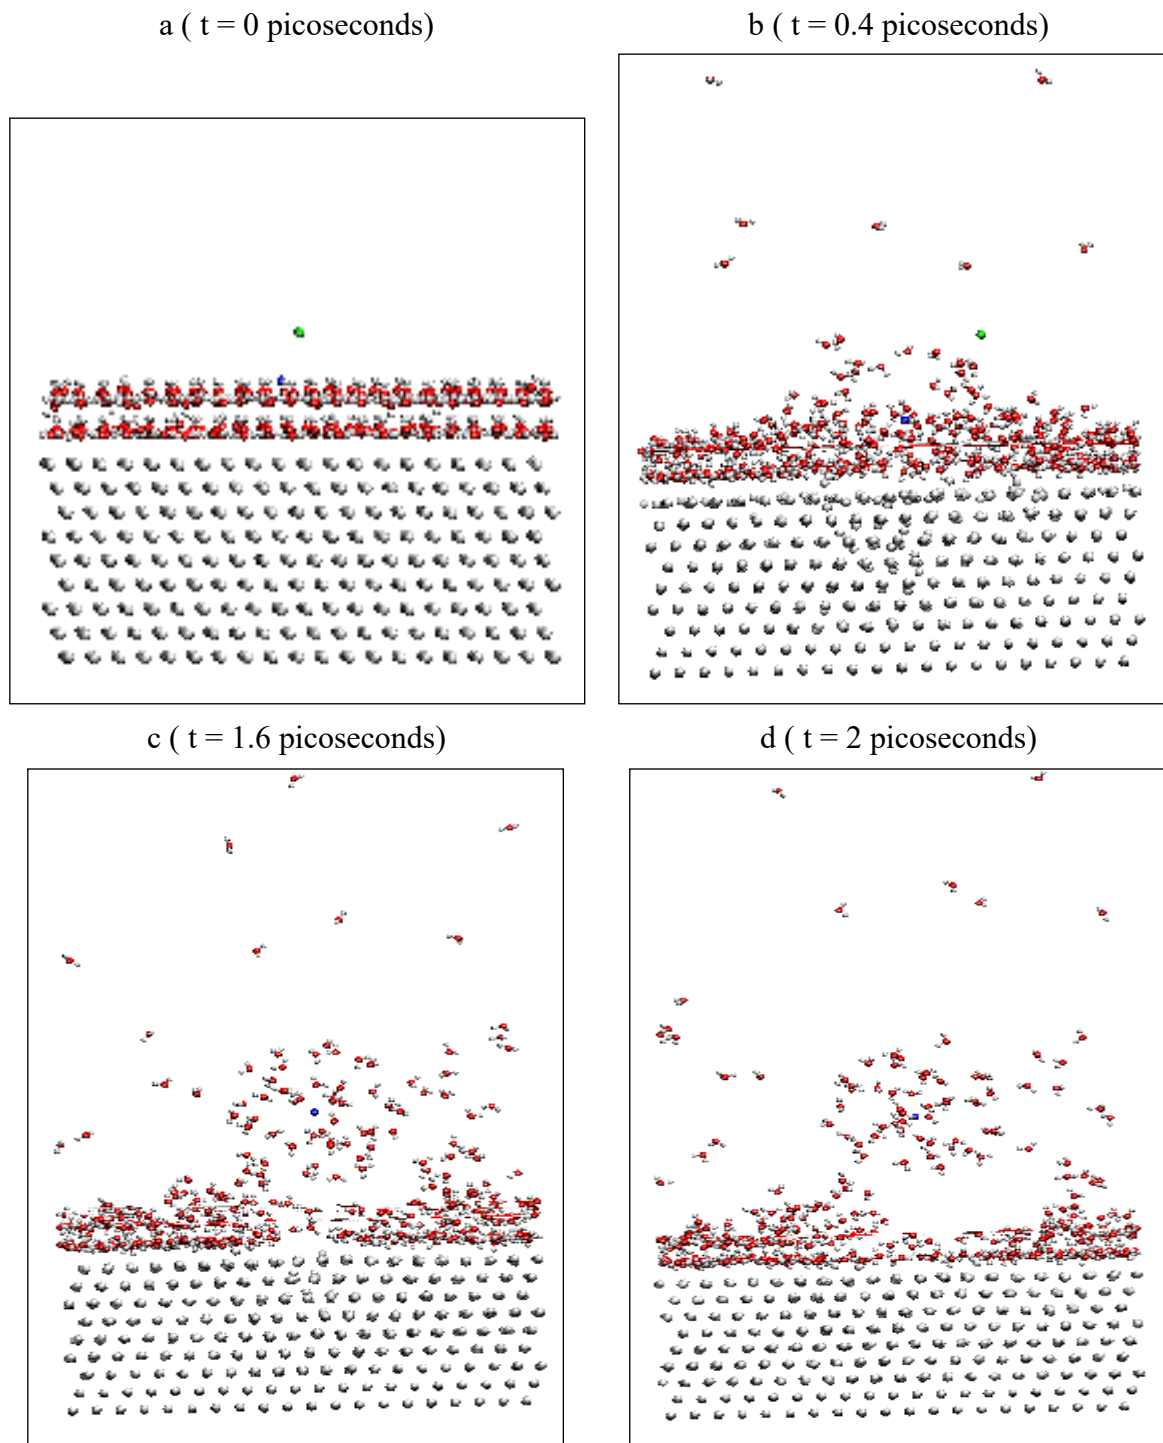 a ( t = 0 picoseconds)
b ( t = 0.4 picoseconds)
c ( t = 1.6 picoseconds)
d ( t = 2 picoseconds)